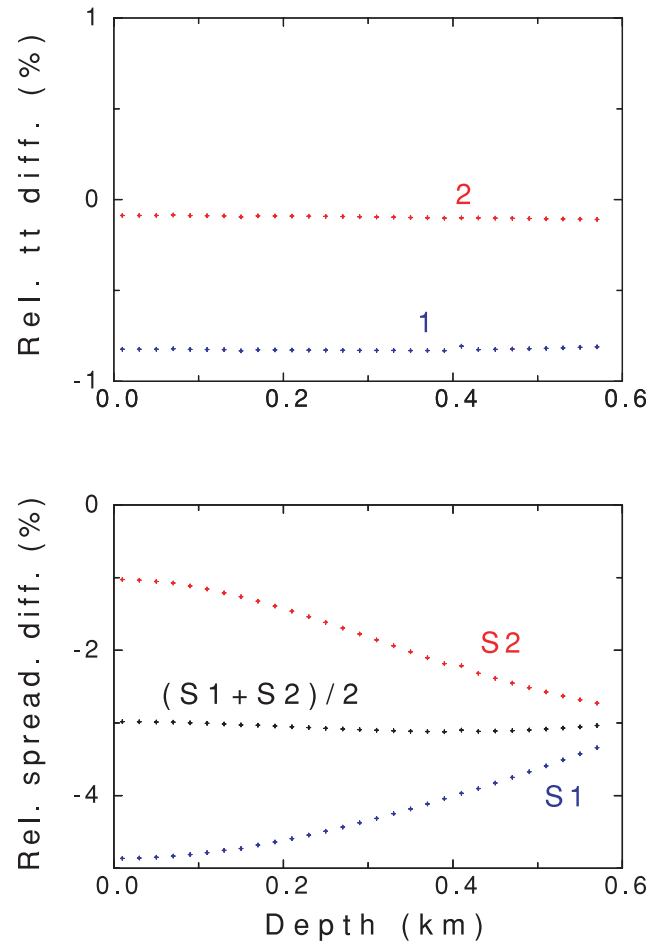 Rel. tt diff. (%)
1
0
-1
2
1
0.0
0.2
0.4
0.6
Rel. spread. diff. (%)
0
-2
-4
S2
(S1+S2)/2
S1
0.0
0.2
0.4
0.6
Depth (km)